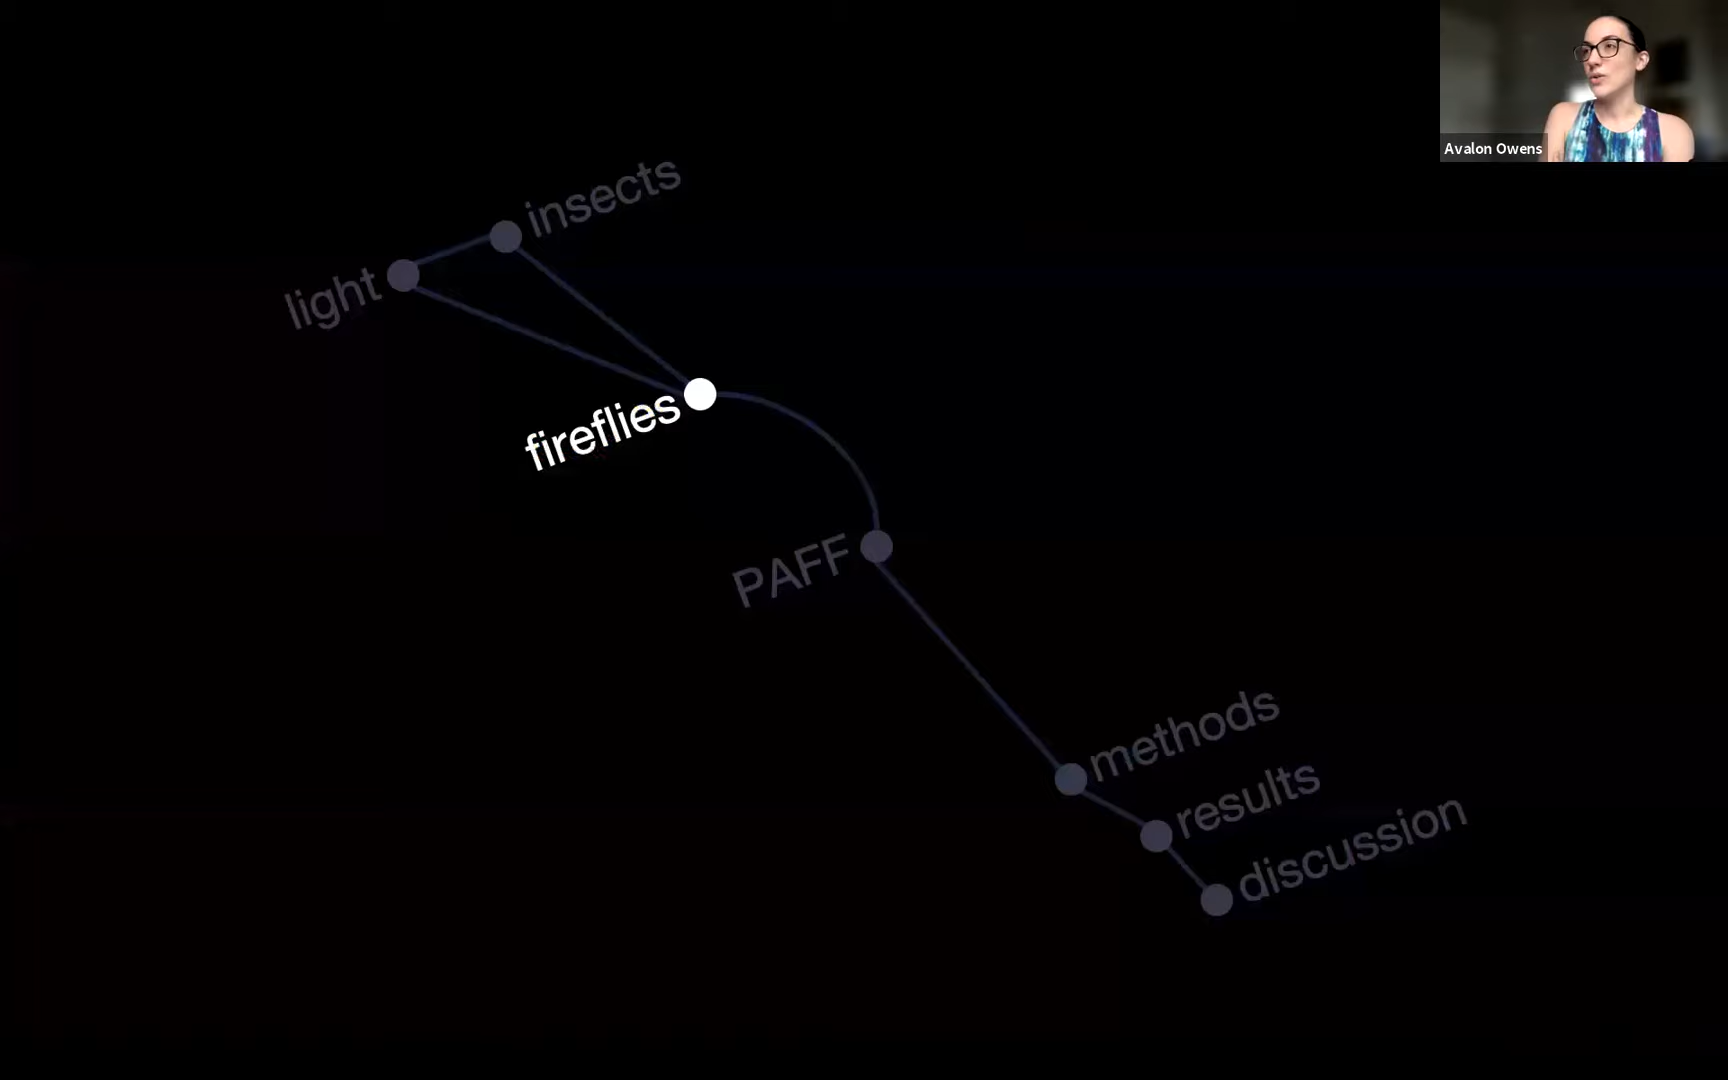 Avalon Owens
insects
light
fireflies
PAFF
methods
results
discussion